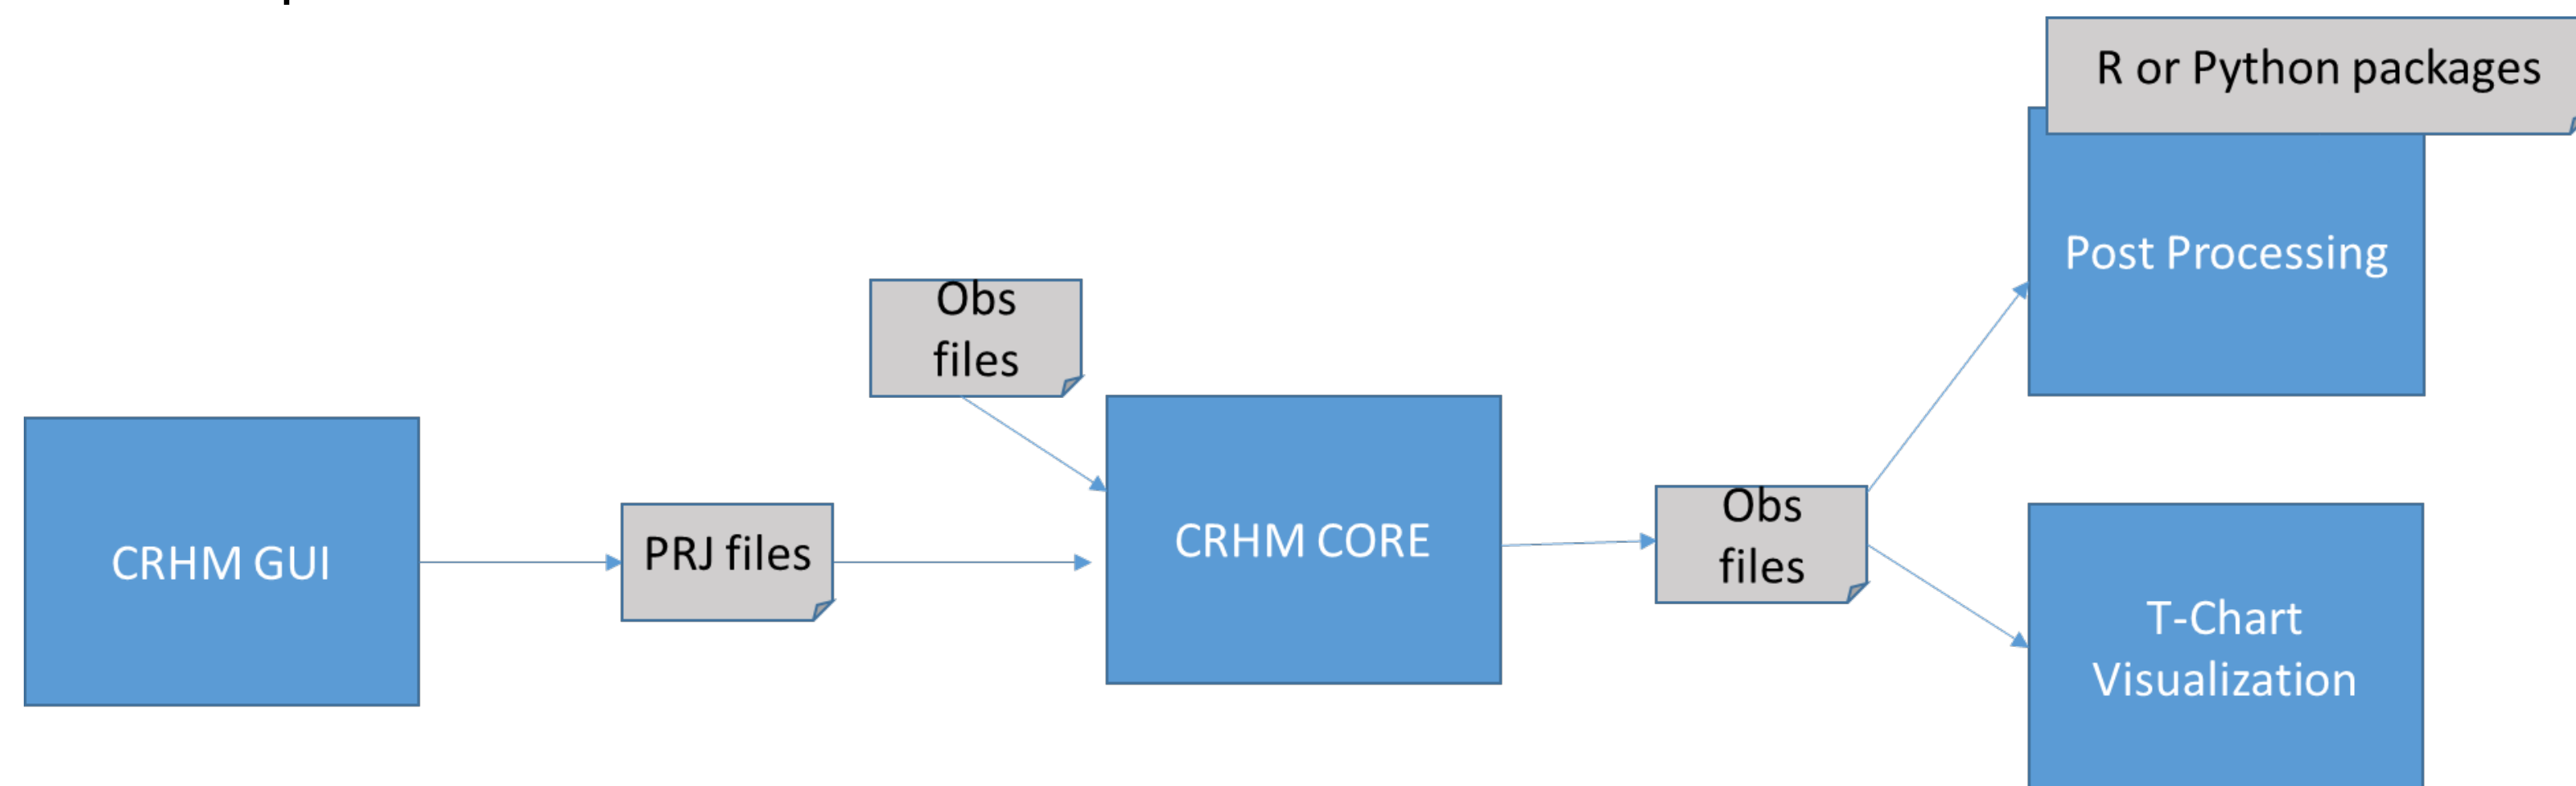 R or Python packages
Post Processing
Obs
files
CRHM GUI
PRJ files
CRHM CORE
Obs
files
T-Chart
Visualization